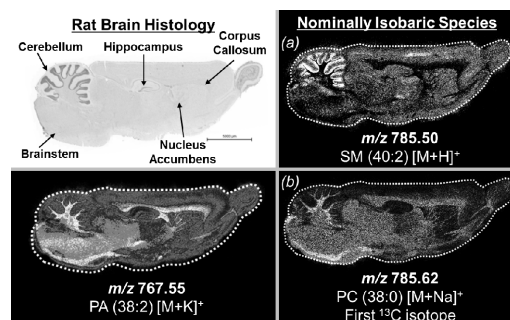 Rat Brain Histology
Cerebellum
Hippocampus
Corpus
Callosum
Brainstem
Nucleus
Accumbens
Nominally Isobaric Species
(a)
m/z 785.50
SM (40:2) [M+H]+
m/z 767.55
PA (38:2) [M+K]+
(b)
m/z 785.62
PC (38:0) [M+Na]+
First 13C isotope